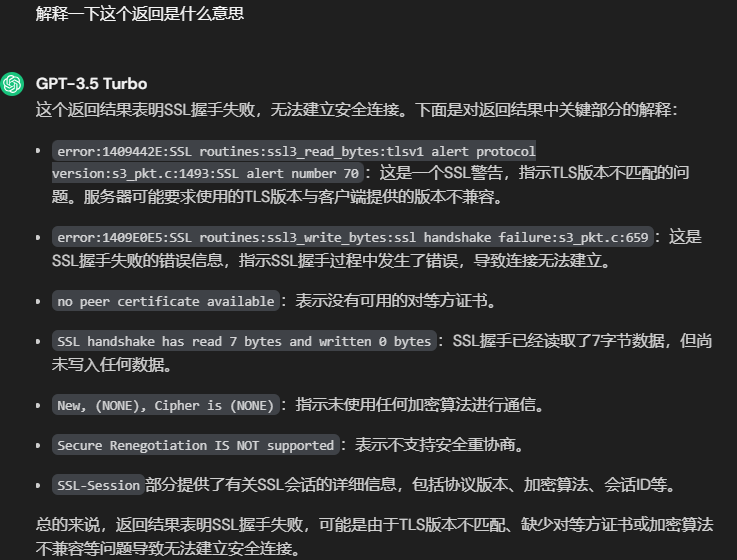 解释一下这个返回是什么意思
GPT-3.5 Turbo
这个返回结果表明SSL握手失败，无法建立安全连接。下面是对返回结果中关键部分的解释：
• error:1409442E:SSL routines:ssl3_read_bytes:tlsv1 alert protocol
version:s3_pkt.c:1493:SSL alert number 70：这是一个SSL警告，指示TLS版本不匹配的问
题。服务器可能要求使用的TLS版本与客户端提供的版本不兼容。
• error:1409E0E5:SSL routines:ssl3_write_bytes:ssl handshake failure:s3_pkt.c:659：这是
SSL握手失败的错误信息，指示SSL握手过程中发生了错误，导致连接无法建立。
• no peer certificate available：表示没有可用的对等方证书。
• SSL handshake has read 7 bytes and written 0 bytes：SSL握手已经读取了7字节数据，但尚
未写入任何数据。
• New, (NONE), Cipher is (NONE)：指示未使用任何加密算法进行通信。
• Secure Renegotiation IS NOT supported：表示不支持安全重协商。
• SSL-Session部分提供了有关SSL会话的详细信息，包括协议版本、加密算法、会话ID等。
总的来说，返回结果表明SSL握手失败，可能是由于TLS版本不匹配、缺少对等方证书或加密算法
不兼容等问题导致无法建立安全连接。